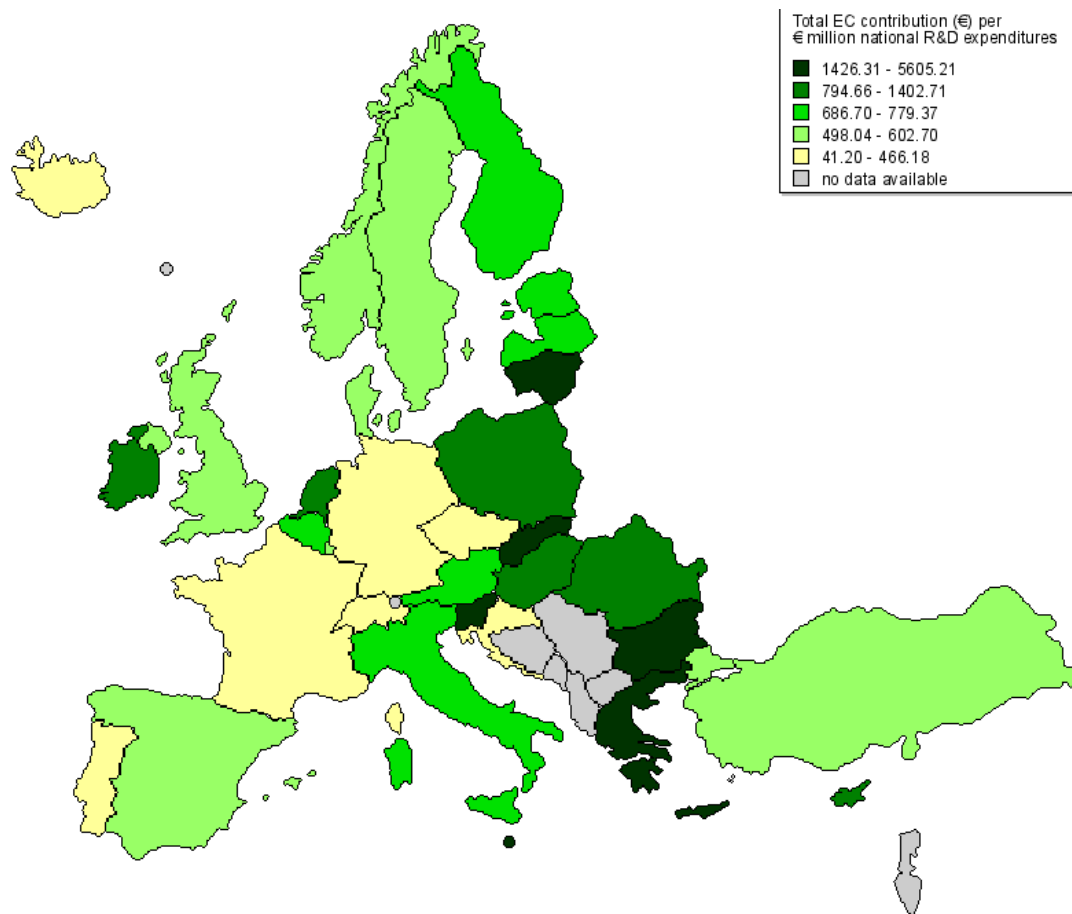 Total EC contribution (€) per
€ million national R&D expenditures
1426.31 - 5605.21
794.66 - 1402.71
686.70 - 779.37
498.04 - 602.70
41.20 - 466.18
no data available